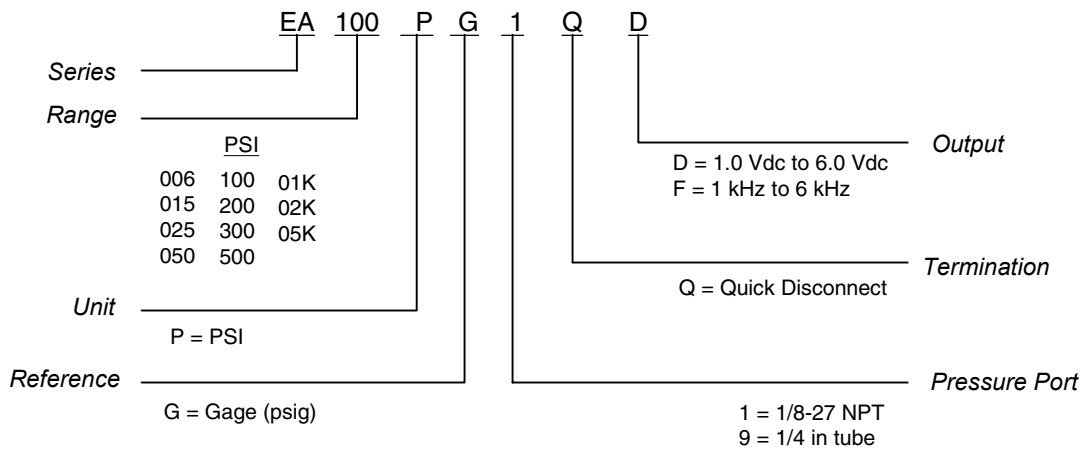 EA 100 P G 1 Q D
Series
Range
PSI
006 100 01K
015 200 02K
025 300 05K
050 500
Unit
P = PSI
Reference
G = Gage (psig)
Output
D = 1.0 Vdc to 6.0 Vdc
F = 1 kHz to 6 kHz
Termination
Q = Quick Disconnect
Pressure Port
1 = 1/8-27 NPT
9 = 1/4 in tube